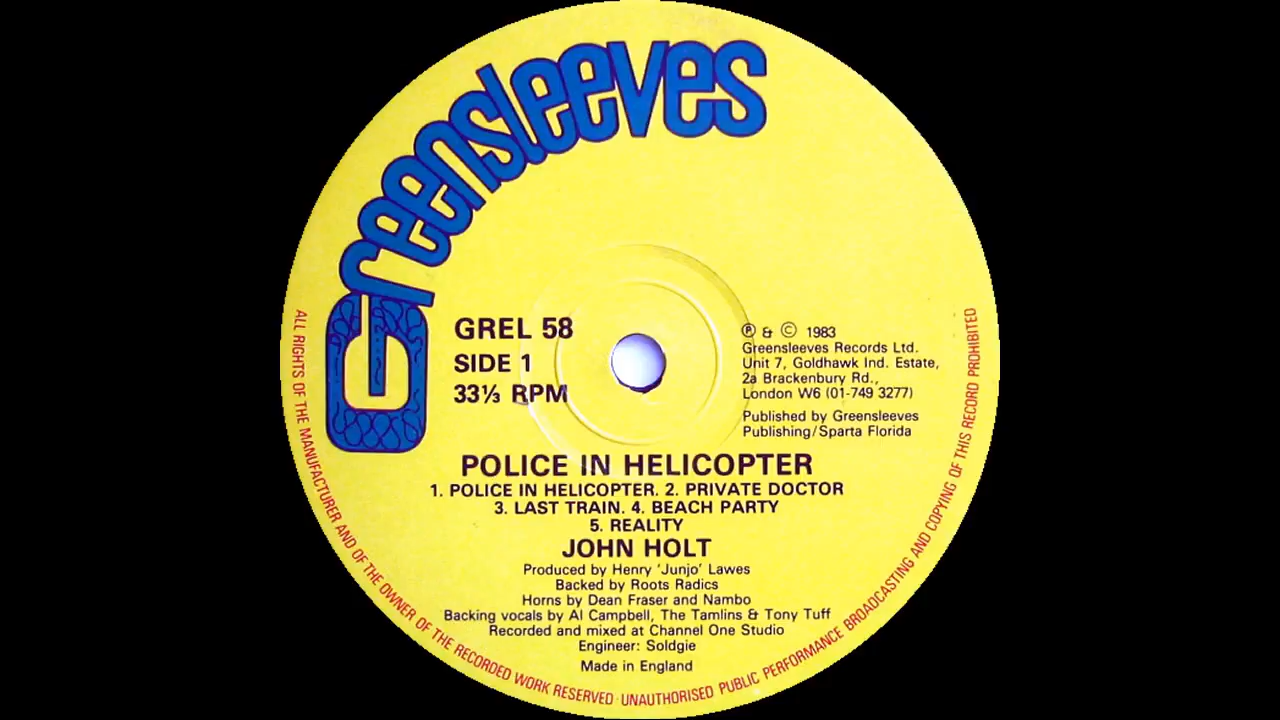 Greensleeves
GREL 58
SIDE 1
33⅓ RPM
℗ & © 1983
Greensleeves Records Ltd.
Unit 7, Goldhawk Ind. Estate,
2a Brackenbury Rd.,
London W6 (01-749 3277)
Published by Greensleeves
Publishing/Sparta Florida
POLICE IN HELICOPTER
1. POLICE IN HELICOPTER. 2. PRIVATE DOCTOR
3. LAST TRAIN. 4. BEACH PARTY
5. REALITY
JOHN HOLT
Produced by Henry 'Junjo' Lawes
Backed by Roots Radics
Horns by Dean Fraser and Nambo
Backing vocals by Al Campbell, The Tamlins & Tony Tuff
Recorded and mixed at Channel One Studio
Engineer: Soldgie
Made in England
ALL RIGHTS OF THE MANUFACTURER AND OF THE OWNER OF THE RECORDED WORK RESERVED · UNAUTHORISED PUBLIC PERFORMANCE BROADCASTING AND COPYING OF THIS RECORD PROHIBITED